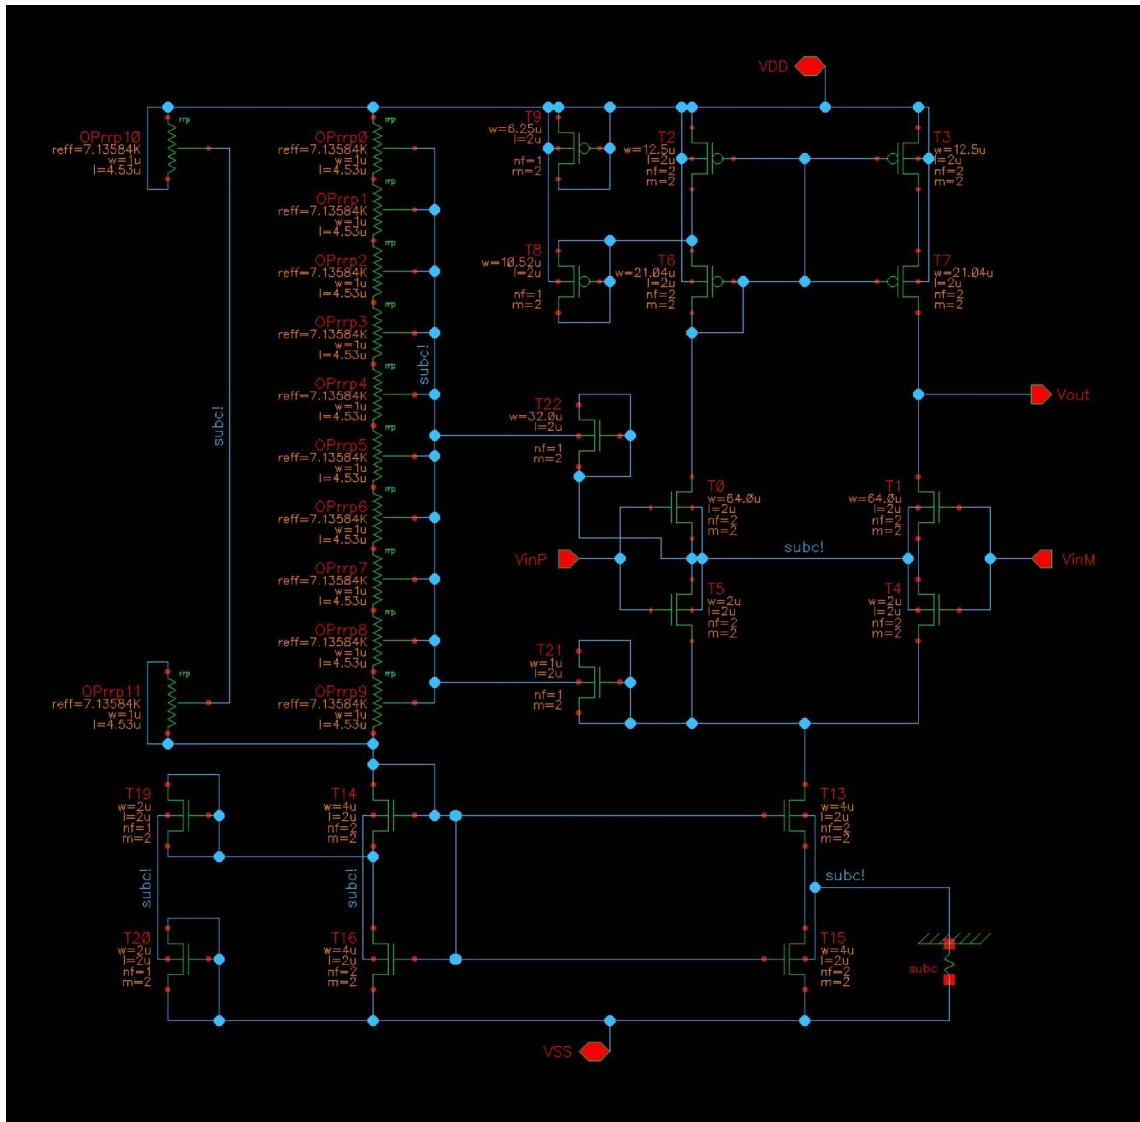 VDD
OPrrp10
reff=7.13584K
w=1u
l=4.53u
rrp
OPrrp0
reff=7.13584K
w=1u
l=4.53u
rrp
T9
w=6.25u
l=2u
nf=1
m=2
T2
w=12.5u
l=2u
nf=2
m=2
T3
w=12.5u
l=2u
nf=2
m=2
OPrrp1
reff=7.13584K
w=1u
l=4.53u
rrp
OPrrp2
reff=7.13584K
w=1u
l=4.53u
rrp
T8
w=10.52u
l=2u
nf=1
m=2
T6
w=21.04u
l=2u
nf=2
m=2
T7
w=21.04u
l=2u
nf=2
m=2
OPrrp3
reff=7.13584K
w=1u
l=4.53u
rrp
subc!
subc!
OPrrp4
reff=7.13584K
w=1u
l=4.53u
rrp
T22
w=32.0u
l=2u
nf=1
m=2
Vout
OPrrp5
reff=7.13584K
w=1u
l=4.53u
rrp
OPrrp6
reff=7.13584K
w=1u
l=4.53u
rrp
T0
w=64.0u
l=2u
nf=2
m=2
T1
w=64.0u
l=2u
nf=2
m=2
VinP
subc!
VinM
OPrrp7
reff=7.13584K
w=1u
l=4.53u
rrp
T5
w=2u
l=2u
nf=2
m=2
T4
w=2u
l=2u
nf=2
m=2
OPrrp8
reff=7.13584K
w=1u
l=4.53u
rrp
OPrrp11
reff=7.13584K
w=1u
l=4.53u
rrp
OPrrp9
reff=7.13584K
w=1u
l=4.53u
rrp
T21
w=1u
l=2u
nf=1
m=2
T19
w=2u
l=2u
nf=1
m=2
T14
w=4u
l=2u
nf=2
m=2
T13
w=4u
l=2u
nf=2
m=2
subc!
subc!
subc!
T20
w=2u
l=2u
nf=1
m=2
T16
w=4u
l=2u
nf=2
m=2
T15
w=4u
l=2u
nf=2
m=2
subc
VSS